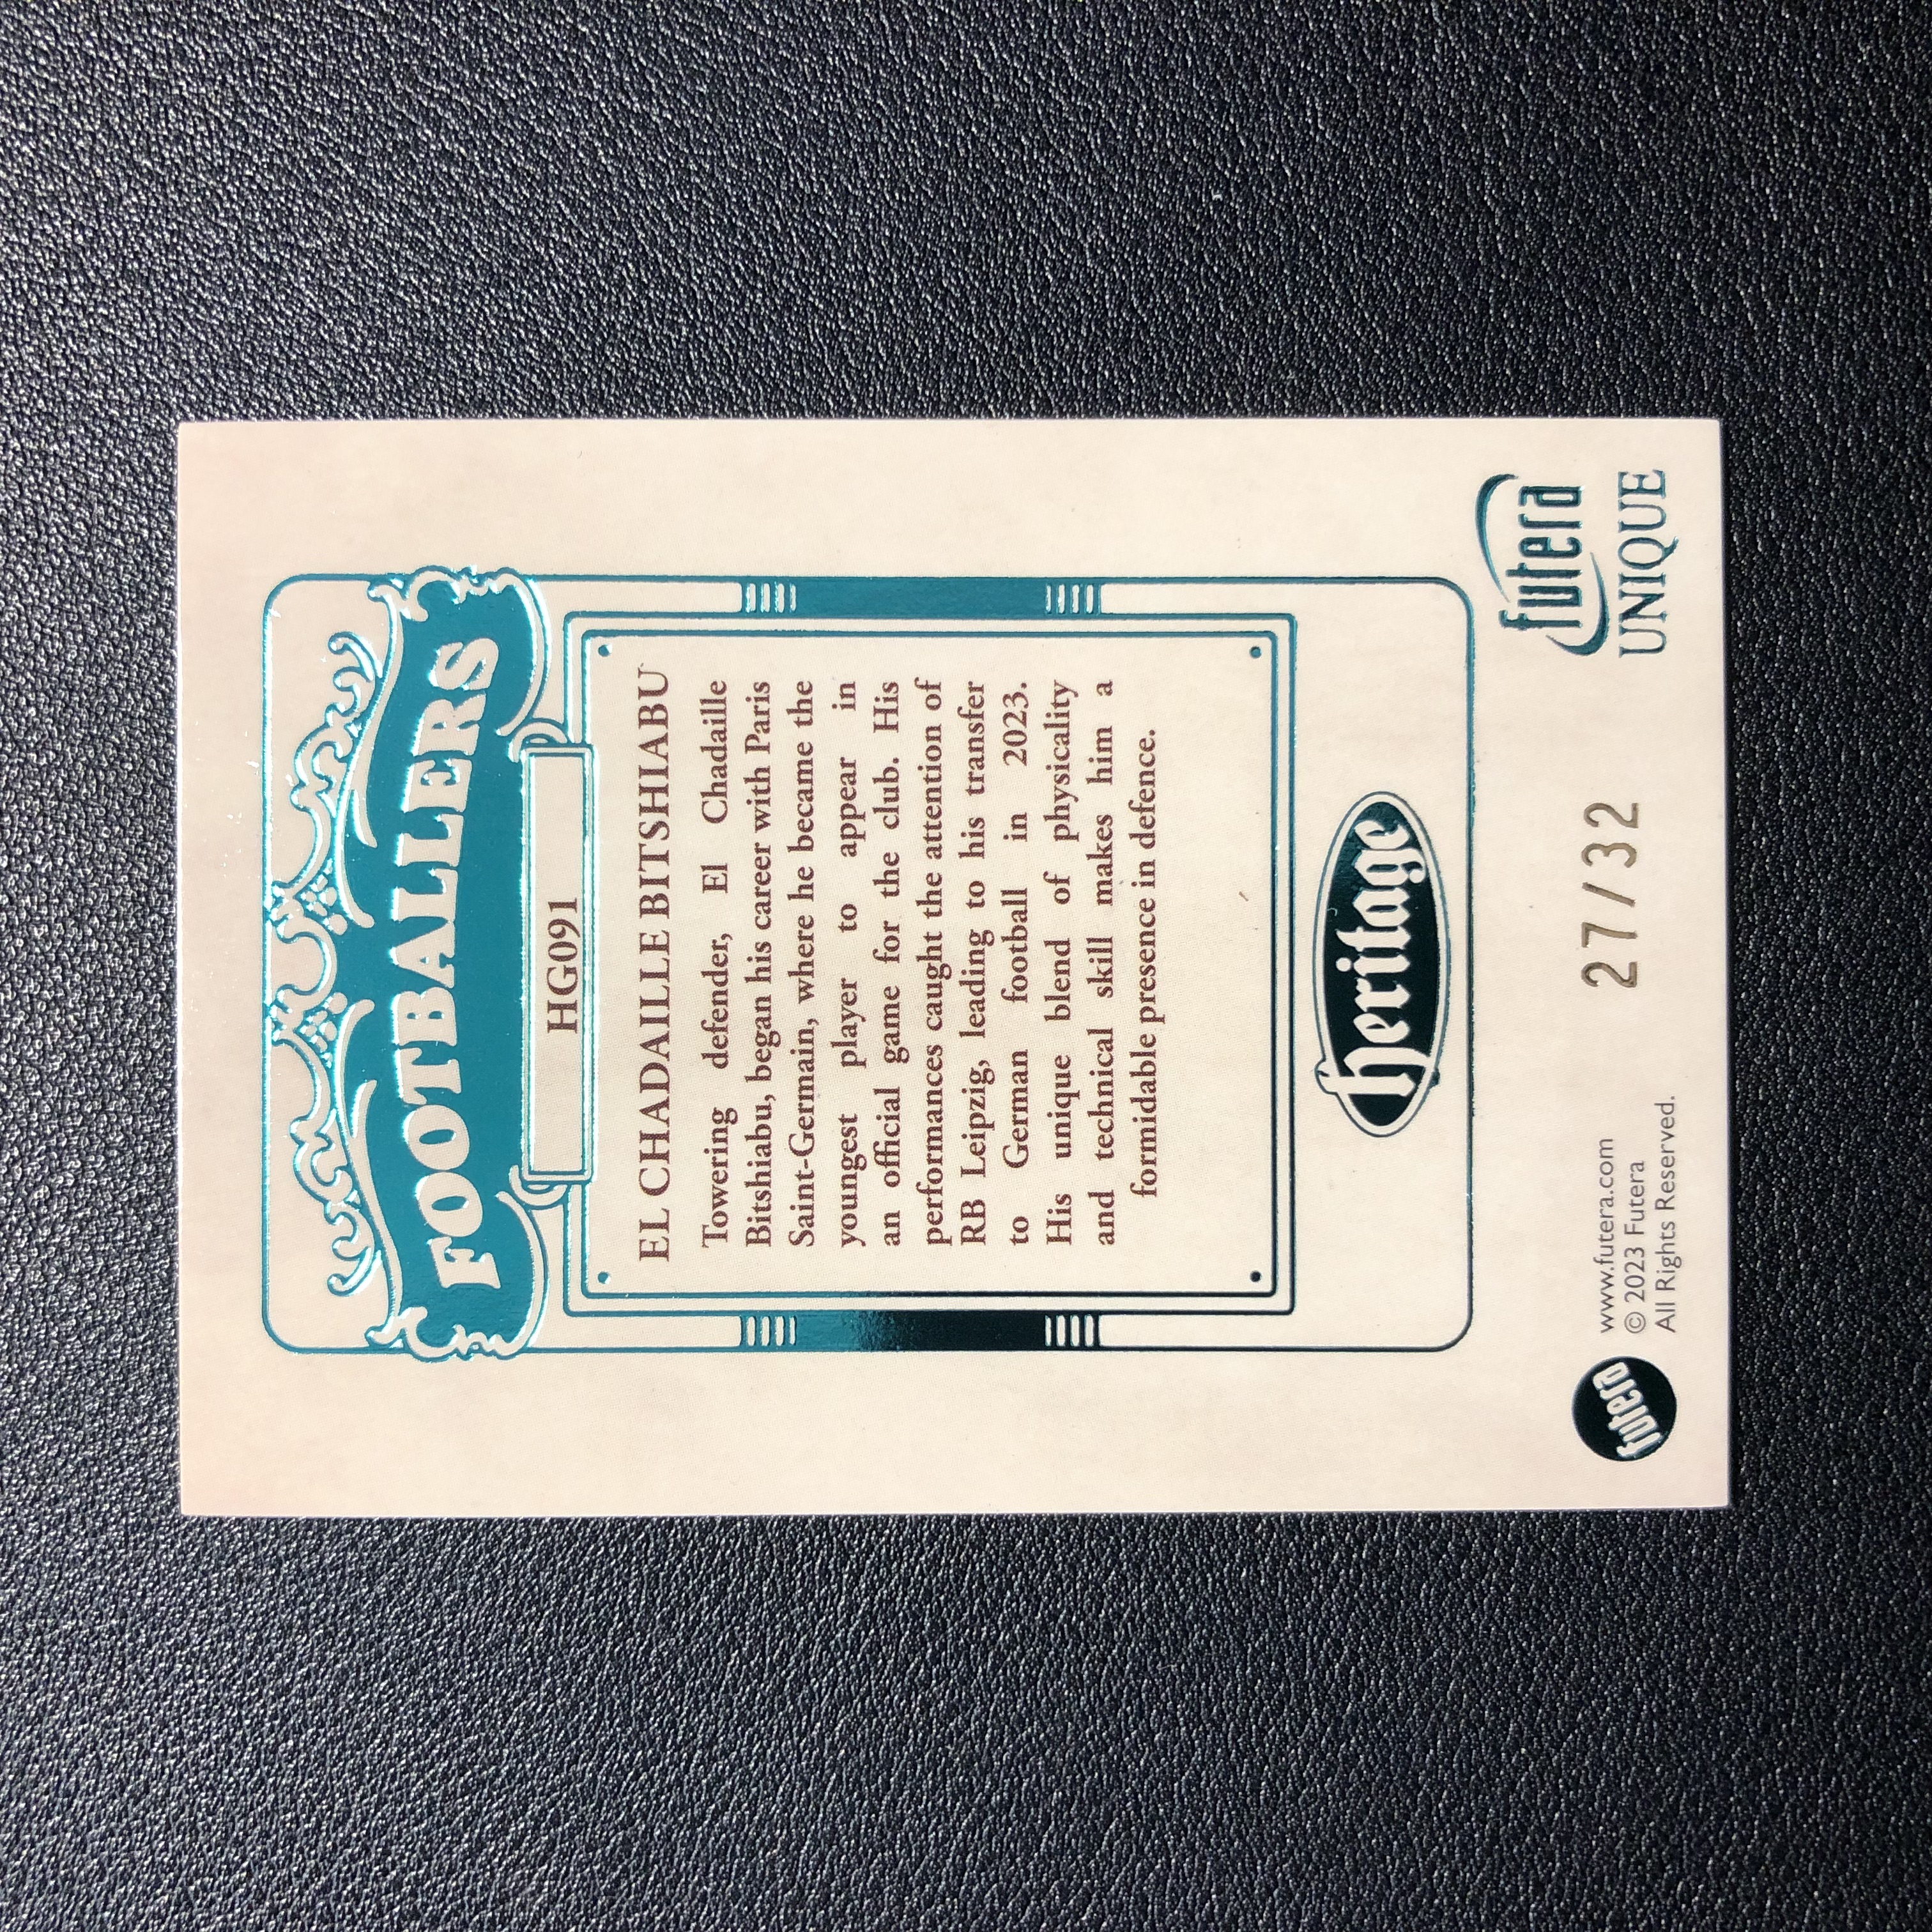 FOOTBALLERS
HG091
EL CHADAILLE BITSHIABU
Towering defender, El Chadaille
Bitshiabu, began his career with Paris
Saint-Germain, where he became the
youngest player to appear in
an official game for the club. His
performances caught the attention of
RB Leipzig, leading to his transfer
to German football in 2023.
His unique blend of physicality
and technical skill makes him a
formidable presence in defence.
heritage
futera
www.futera.com
© 2023 Futera
All Rights Reserved.
27/32
futera
UNIQUE